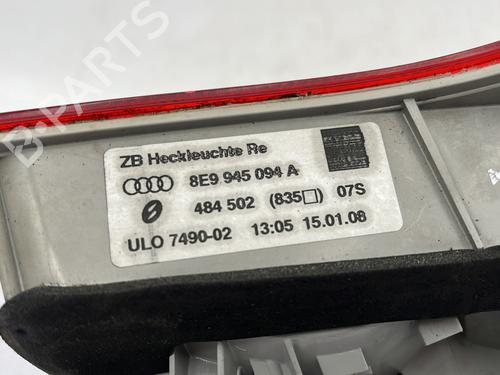 B-PARTS
ZB Heckleuchte Re
8E9 945 094 A
484 502 (835□) 07S
ULO 7490-02 13:05 15.01.08